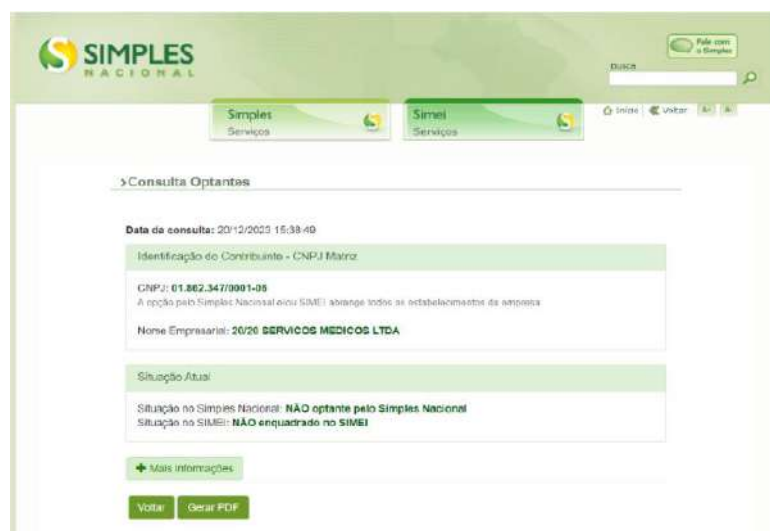 SIMPLES
NACIONAL
Fale com
o Simples
Busca
Simples
Serviços
Simei
Serviços
Início
Voltar
A+
A-
>Consulta Optantes
Data da consulta: 20/12/2023 15:38:49
Identificação do Contribuinte - CNPJ Matriz
CNPJ: 01.862.347/0001-06
A opção pelo Simples Nacional e/ou SIMEI abrange todos os estabelecimentos da empresa
Nome Empresarial: 20/20 SERVICOS MEDICOS LTDA
Situação Atual
Situação no Simples Nacional: NÃO optante pelo Simples Nacional
Situação no SIMEI: NÃO enquadrado no SIMEI
+ Mais informações
Voltar
Gerar PDF